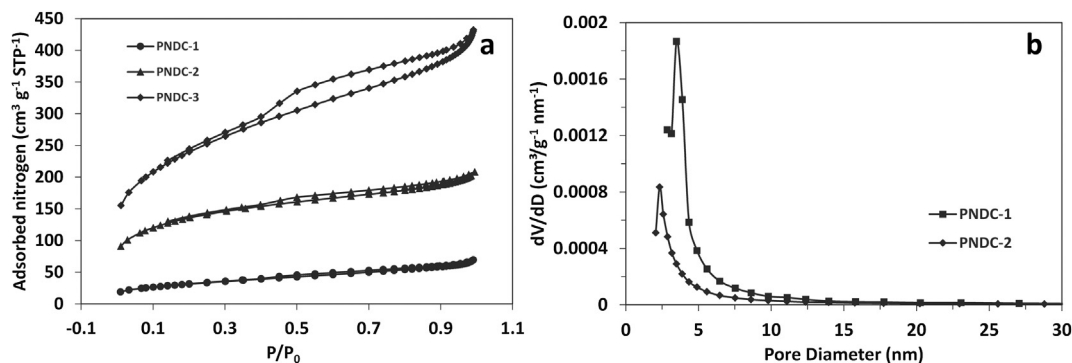 450
400
350
300
250
200
150
100
50
0
-0.1
0.1
0.3
0.5
0.7
0.9
1.1
P/P0
Adsorbed nitrogen (cm³ g⁻¹ STP⁻¹)
PNDC-1
PNDC-2
PNDC-3
a
0.002
0.0016
0.0012
0.0008
0.0004
0
0
5
10
15
20
25
30
Pore Diameter (nm)
dV/dD (cm³/g⁻¹ nm⁻¹)
PNDC-1
PNDC-2
b